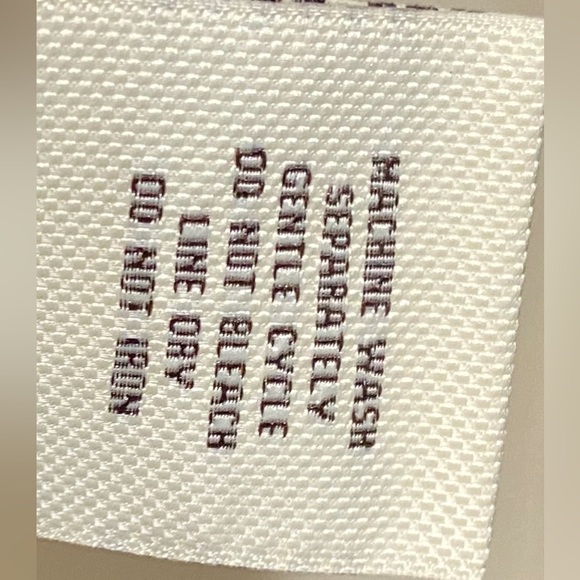 MACHINE WASH
SEPARATELY
GENTLE CYCLE
DO NOT BLEACH
LINE DRY
DO NOT IRON